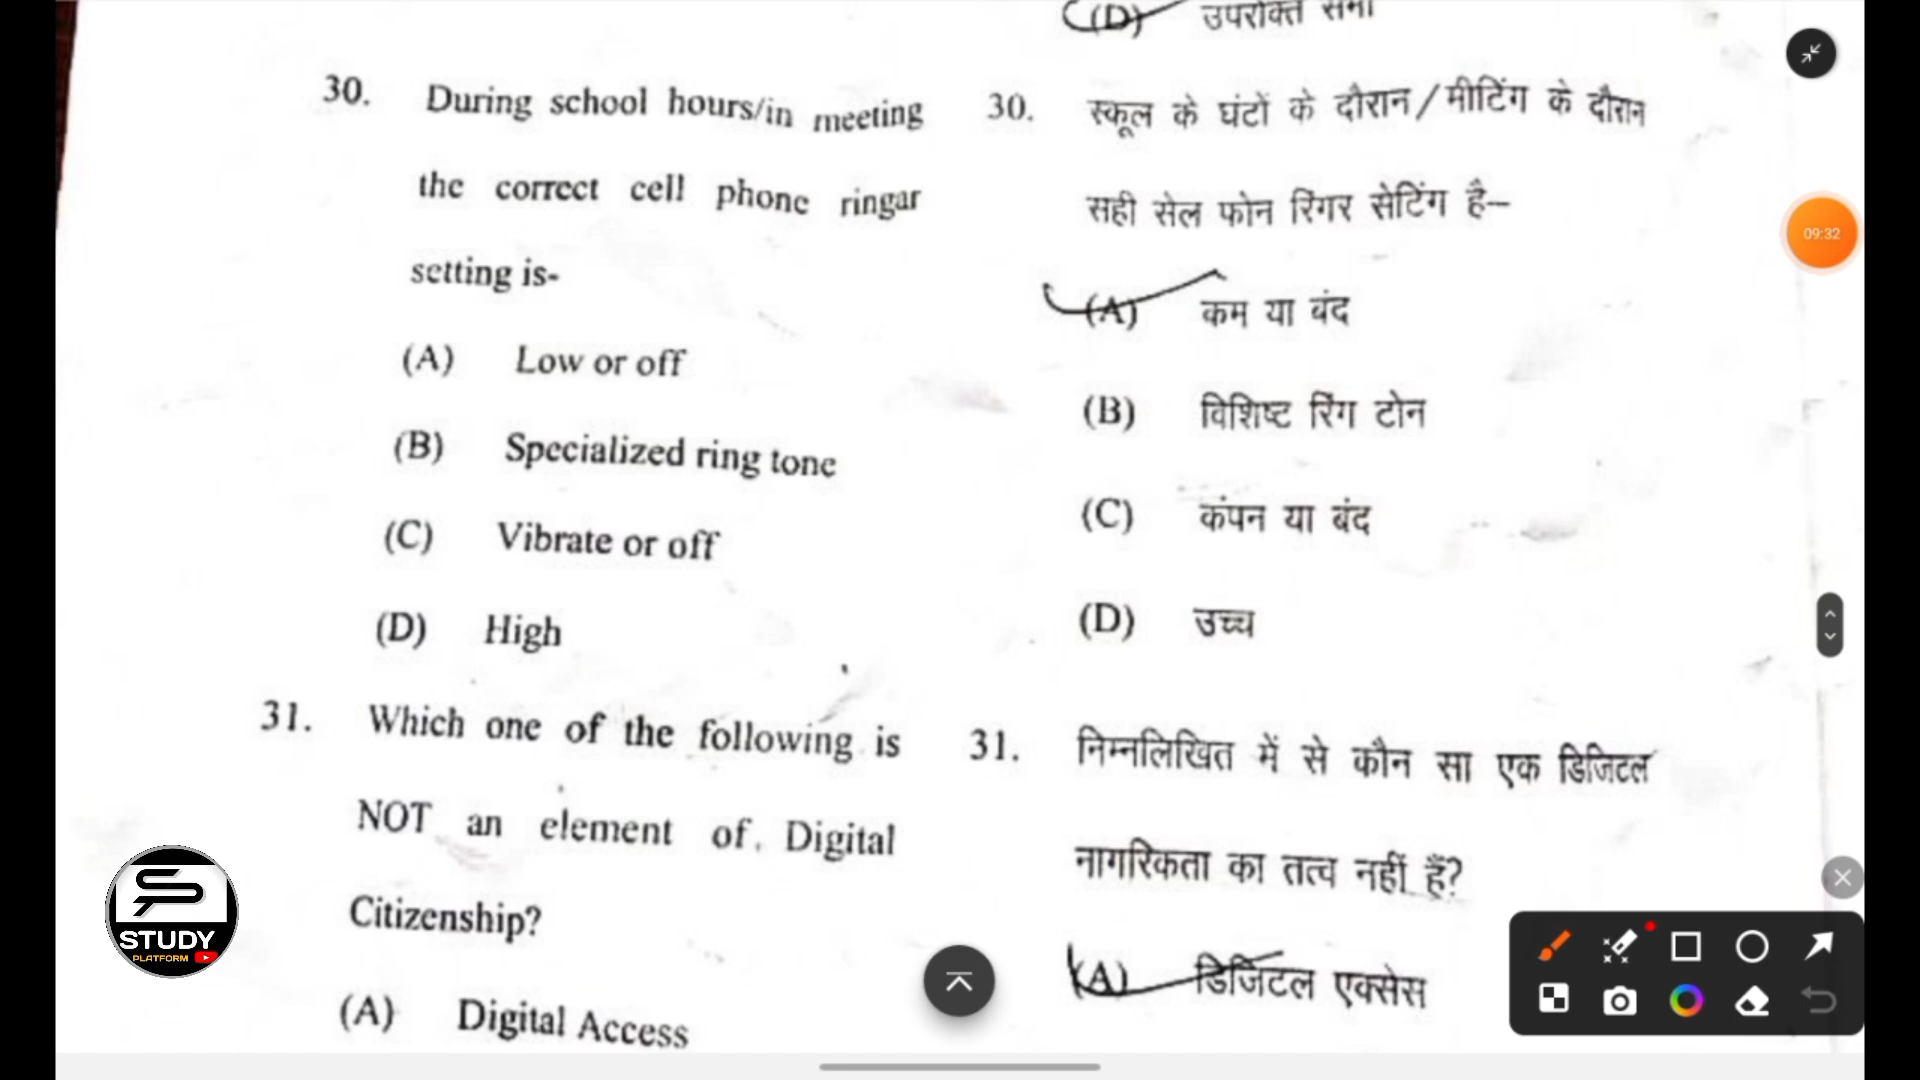 (D) उपरोक्त सभी
30. During school hours/in meeting
the correct cell phone ringar
setting is-
(A) Low or off
(B) Specialized ring tone
(C) Vibrate or off
(D) High
31. Which one of the following is
NOT an element of Digital
Citizenship?
(A) Digital Access
30. स्कूल के घंटों के दौरान/मीटिंग के दौरान
सही सेल फोन रिंगर सेटिंग है–
(A) कम या बंद
(B) विशिष्ट रिंग टोन
(C) कंपन या बंद
(D) उच्च
31. निम्नलिखित में से कौन सा एक डिजिटल
नागरिकता का तत्व नहीं हैं?
(A) डिजिटल एक्सेस
09:32
STUDY
PLATFORM